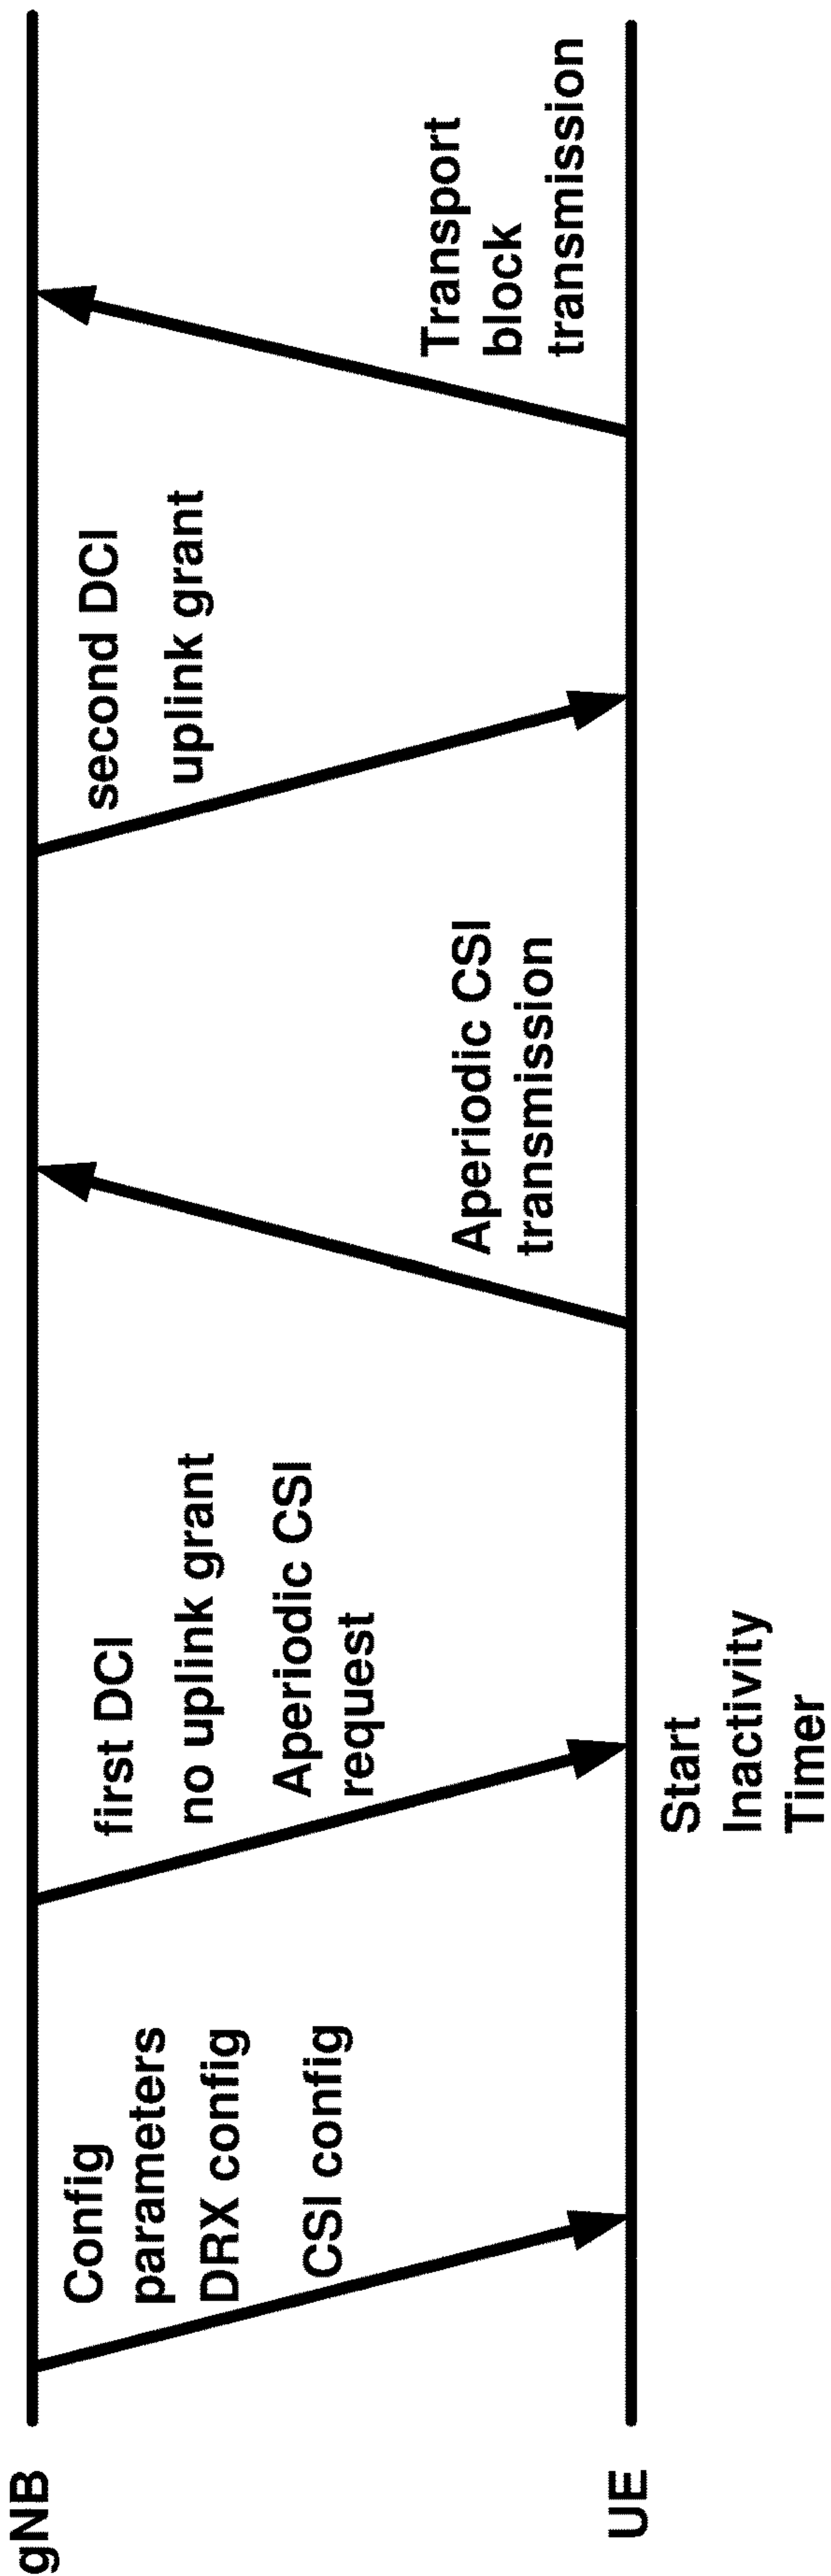 gNB
Config
parameters
DRX config
CSI config
first DCI
no uplink grant
Aperiodic CSI
request
Aperiodic CSI
transmission
second DCI
uplink grant
Transport
block
transmission
UE
Start
Inactivity
Timer